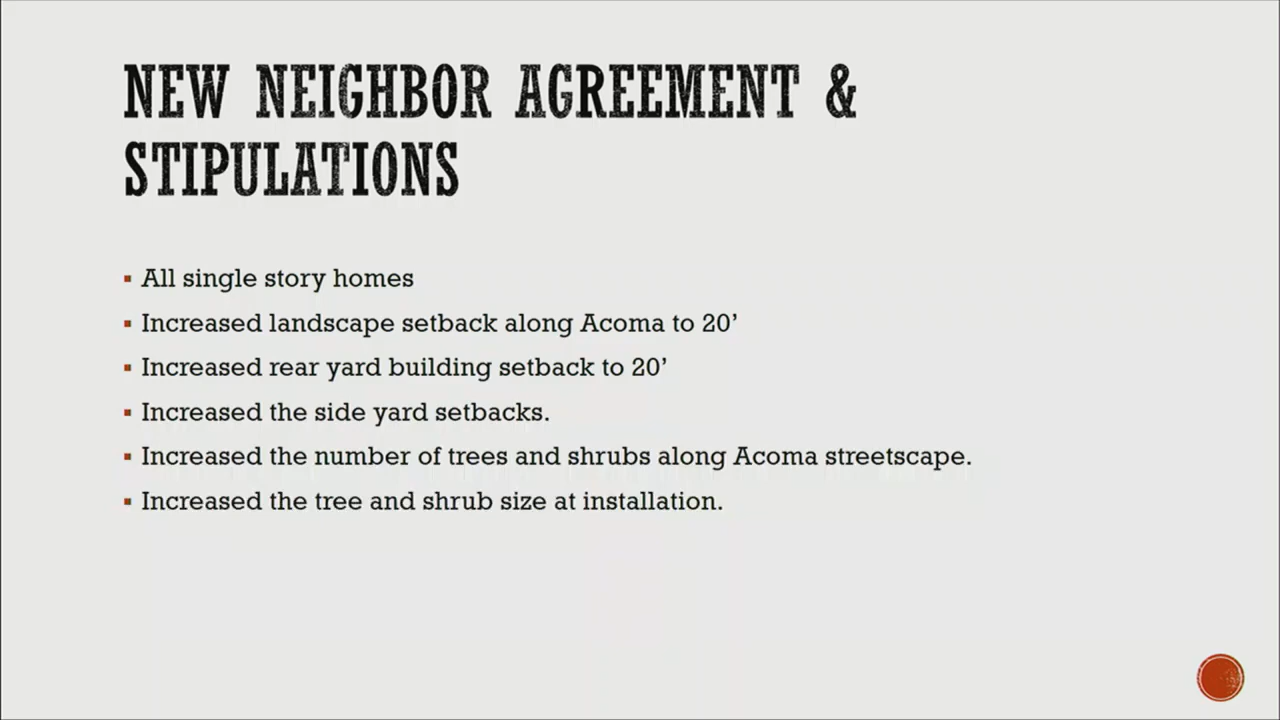 NEW NEIGHBOR AGREEMENT &
STIPULATIONS
▪ All single story homes
▪ Increased landscape setback along Acoma to 20’
▪ Increased rear yard building setback to 20’
▪ Increased the side yard setbacks.
▪ Increased the number of trees and shrubs along Acoma streetscape.
▪ Increased the tree and shrub size at installation.